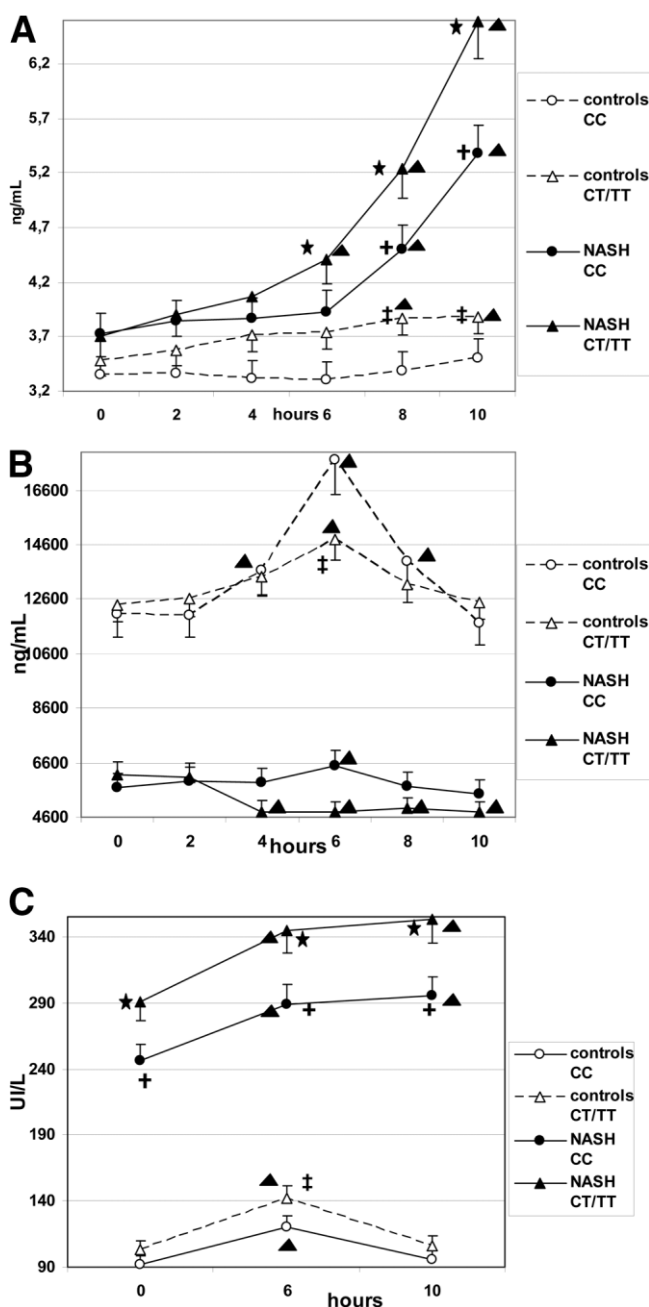 A
6,2
5,7
5,2
4,7
4,2
3,7
3,2
ng/mL
0 2 4 hours 6 8 10
★ ▲
★ ▲
★ ▲
✝ ▲
✝ ▲
‡ ▲
‡ ▲
controls
CC
controls
CT/TT
NASH
CC
NASH
CT/TT
B
16600
14600
12600
10600
8600
6600
4600
ng/mL
0 2 4 6 8 10
hours
‡
controls
CC
controls
CT/TT
NASH
CC
NASH
CT/TT
C
340
290
240
190
140
90
UI/L
0 6 10
hours
★
★
★
✝
✝
✝
‡
controls
CC
controls
CT/TT
NASH
CC
NASH
CT/TT